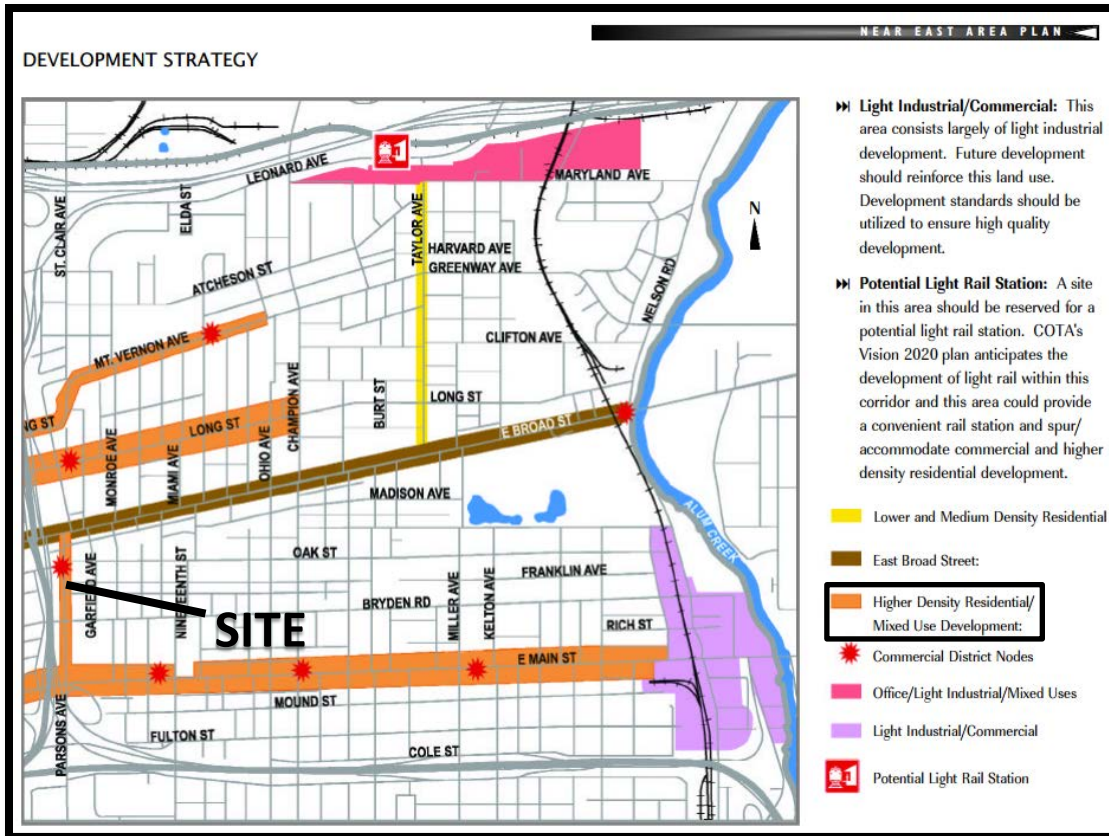 NEAR EAST AREA PLAN
DEVELOPMENT STRATEGY
LEONARD AVE
MARYLAND AVE
ST. CLAIR AVE
ELDA ST
TAYLOR AVE
N
HARVARD AVE
GREENWAY AVE
ATCHESON ST
NELSON RD
MT. VERNON AVE
CLIFTON AVE
CHAMPION AVE
BURT ST
LONG ST
NG ST
LONG ST
E BROAD ST
MONROE AVE
MIAMI AVE
OHIO AVE
MADISON AVE
ALUM CREEK
OAK ST
FRANKLIN AVE
GARFIELD AVE
NINETEENTH ST
BRYDEN RD
MILLER AVE
KELTON AVE
RICH ST
SITE
E MAIN ST
MOUND ST
PARSONS AVE
FULTON ST
COLE ST
Light Industrial/Commercial: This
area consists largely of light industrial
development. Future development
should reinforce this land use.
Development standards should be
utilized to ensure high quality
development.
Potential Light Rail Station: A site
in this area should be reserved for a
potential light rail station. COTA's
Vision 2020 plan anticipates the
development of light rail within this
corridor and this area could provide
a convenient rail station and spur/
accommodate commercial and higher
density residential development.
Lower and Medium Density Residential
East Broad Street:
Higher Density Residential/
Mixed Use Development:
Commercial District Nodes
Office/Light Industrial/Mixed Uses
Light Industrial/Commercial
Potential Light Rail Station